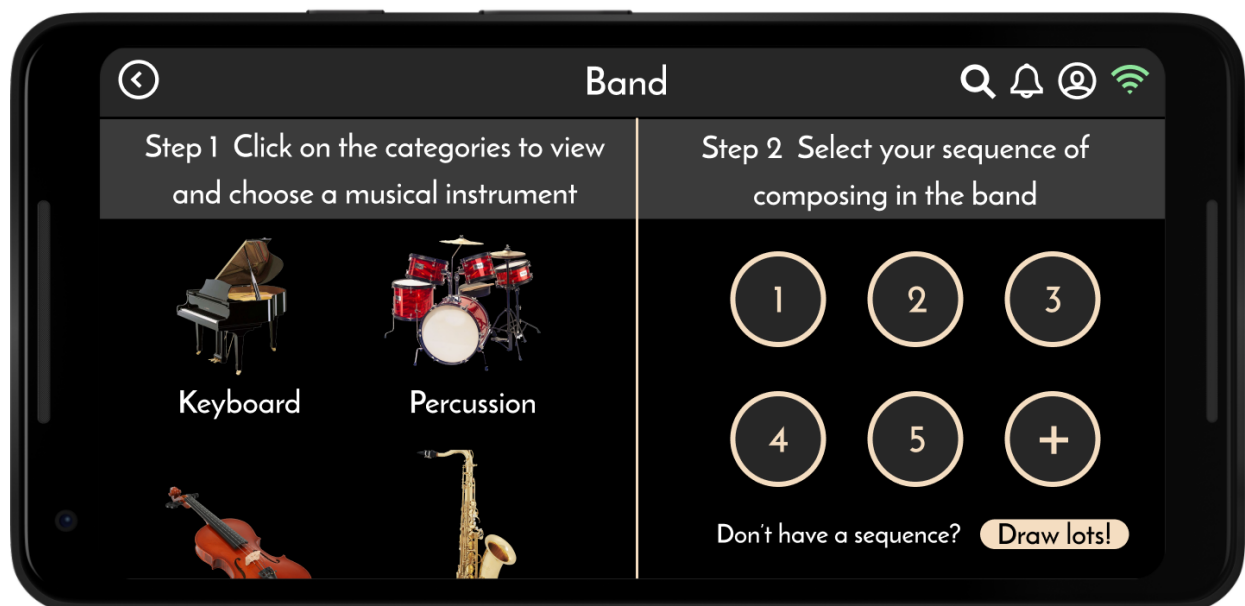 Band
Step 1 Click on the categories to view
and choose a musical instrument
Keyboard
Percussion
Step 2 Select your sequence of
composing in the band
1
2
3
4
5
+
Don't have a sequence?
Draw lots!